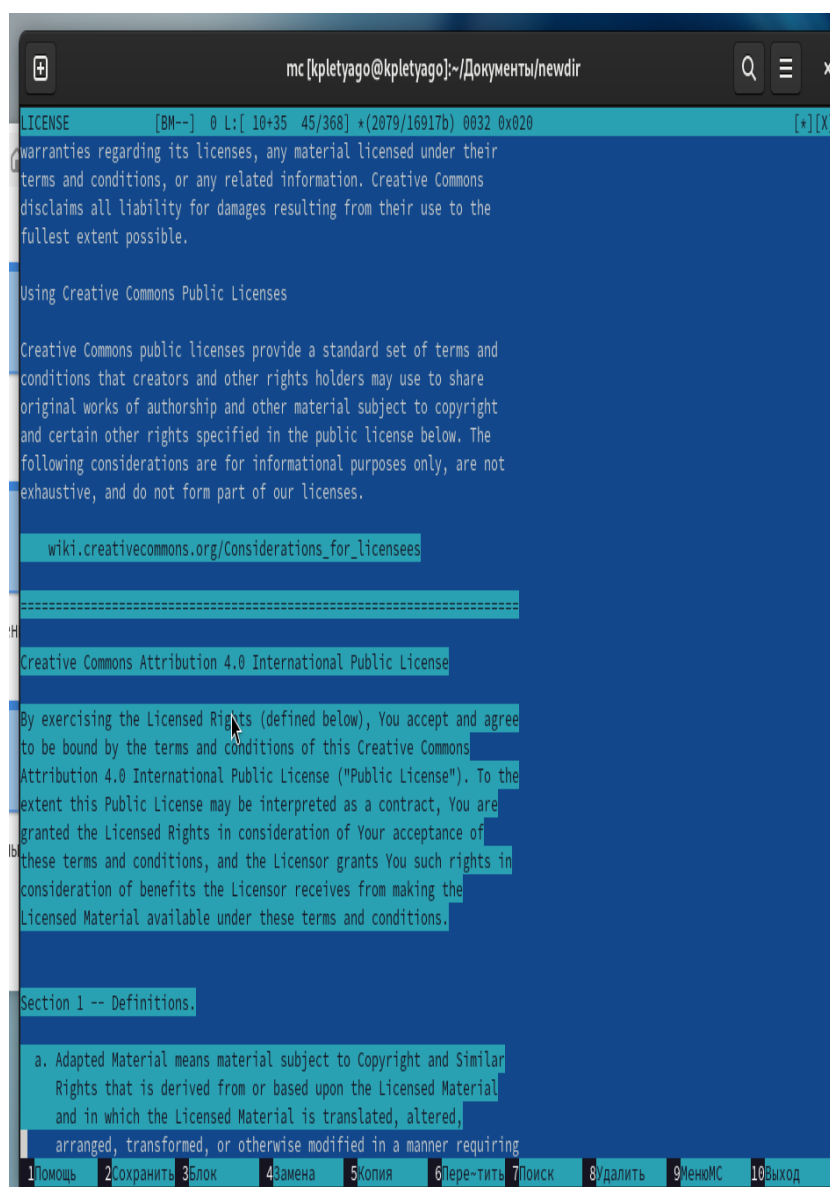 mc [kpletyago@kpletyago]:~/Документы/newdir
LICENSE [BM--] 0 L:[ 10+35 45/368] *(2079/16917b) 0032 0x020 [*][X
warranties regarding its licenses, any material licensed under their
terms and conditions, or any related information. Creative Commons
disclaims all liability for damages resulting from their use to the
fullest extent possible.
Using Creative Commons Public Licenses
Creative Commons public licenses provide a standard set of terms and
conditions that creators and other rights holders may use to share
original works of authorship and other material subject to copyright
and certain other rights specified in the public license below. The
following considerations are for informational purposes only, are not
exhaustive, and do not form part of our licenses.
wiki.creativecommons.org/Considerations_for_licensees
=======================================================================
Creative Commons Attribution 4.0 International Public License
By exercising the Licensed Rights (defined below), You accept and agree
to be bound by the terms and conditions of this Creative Commons
Attribution 4.0 International Public License ("Public License"). To the
extent this Public License may be interpreted as a contract, You are
granted the Licensed Rights in consideration of Your acceptance of
these terms and conditions, and the Licensor grants You such rights in
consideration of benefits the Licensor receives from making the
Licensed Material available under these terms and conditions.
Section 1 -- Definitions.
a. Adapted Material means material subject to Copyright and Similar
Rights that is derived from or based upon the Licensed Material
and in which the Licensed Material is translated, altered,
arranged, transformed, or otherwise modified in a manner requiring
1Помощь 2Сохранить 3Блок 4Замена 5Копия 6Пере~тить 7Поиск 8Удалить 9МенюMC 10Выход